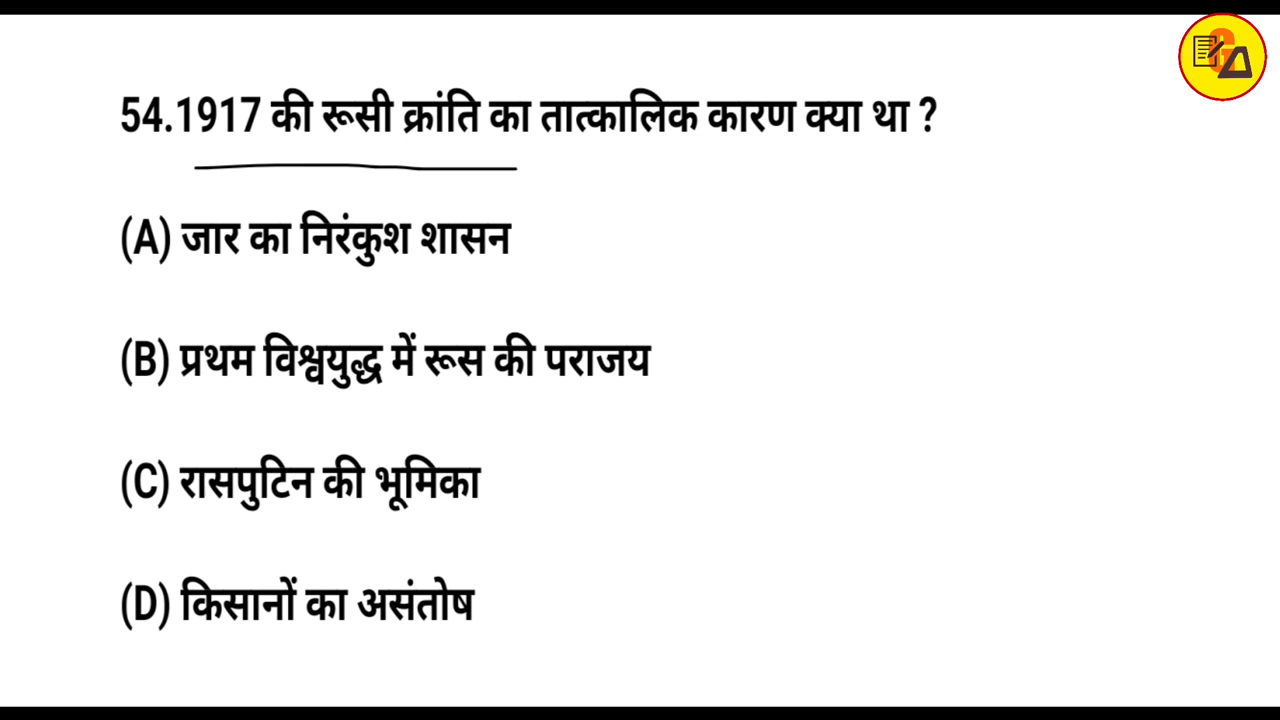 54.1917 की रूसी क्रांति का तात्कालिक कारण क्या था ?
(A) जार का निरंकुश शासन
(B) प्रथम विश्वयुद्ध में रूस की पराजय
(C) रासपुटिन की भूमिका
(D) किसानों का असंतोष